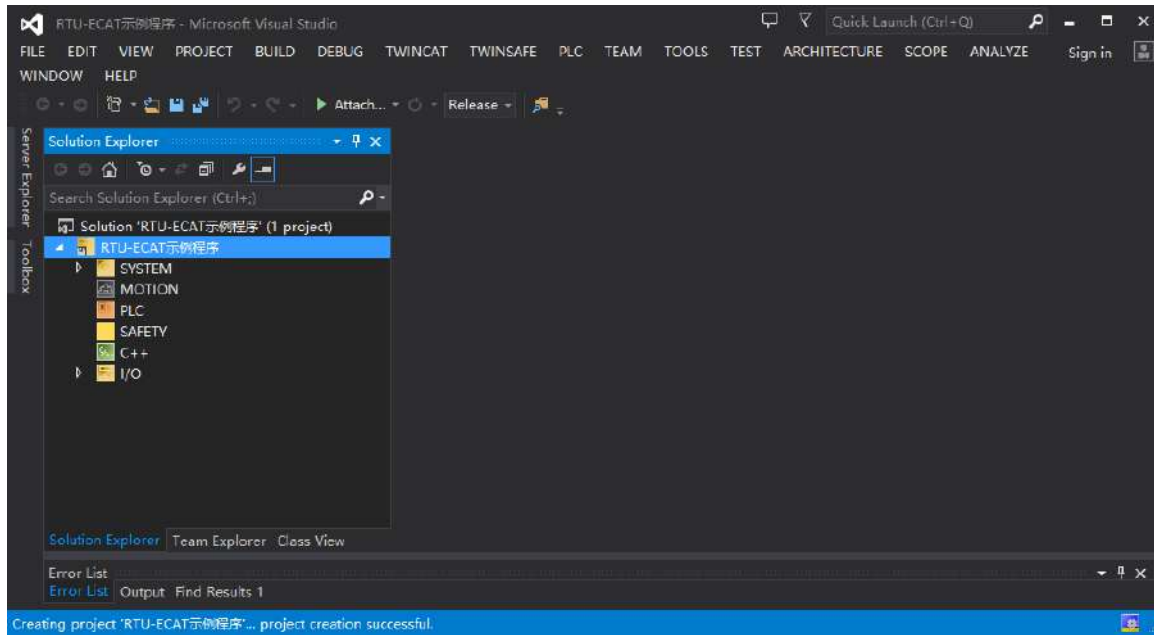 RTU-ECAT示例程序 - Microsoft Visual Studio
Quick Launch (Ctrl+Q)
FILE EDIT VIEW PROJECT BUILD DEBUG TWINCAT TWINSAFE PLC TEAM TOOLS TEST ARCHITECTURE SCOPE ANALYZE Sign in
WINDOW HELP
Attach... Release
Server Explorer
Toolbox
Solution Explorer
Search Solution Explorer (Ctrl+;)
Solution 'RTU-ECAT示例程序' (1 project)
RTU-ECAT示例程序
SYSTEM
MOTION
PLC
SAFETY
C++
I/O
Solution Explorer Team Explorer Class View
Error List
Error List Output Find Results 1
Creating project 'RTU-ECAT示例程序'... project creation successful.